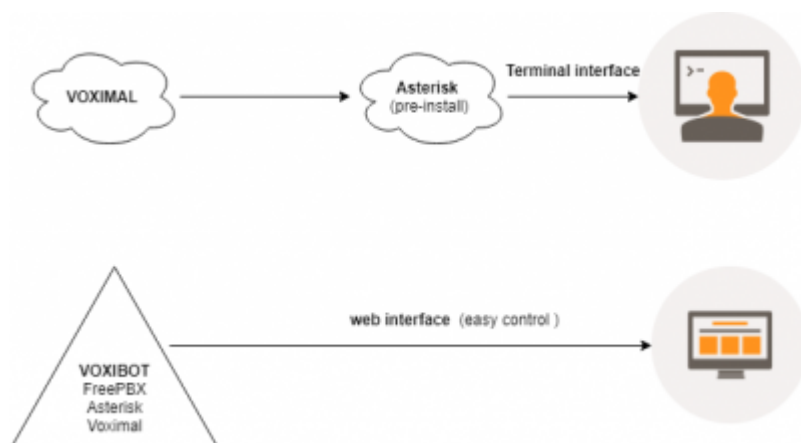 Terminal interface
VOXIMAL
Asterisk
(pre-install)
>-
web interface (easy control )
VOXIBOT
FreePBX
Asterisk
Voximal